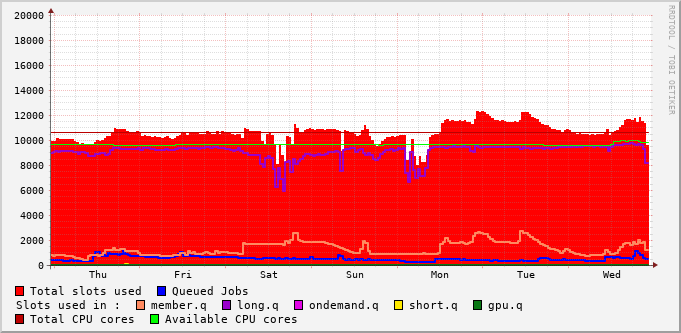 20000
18000
16000
14000
12000
10000
8000
6000
4000
2000
0
Thu Fri Sat Sun Mon Tue Wed
Total slots used Queued Jobs
Slots used in : member.q long.q ondemand.q short.q gpu.q
Total CPU cores Available CPU cores
RRDTOOL / TOBI OETIKER